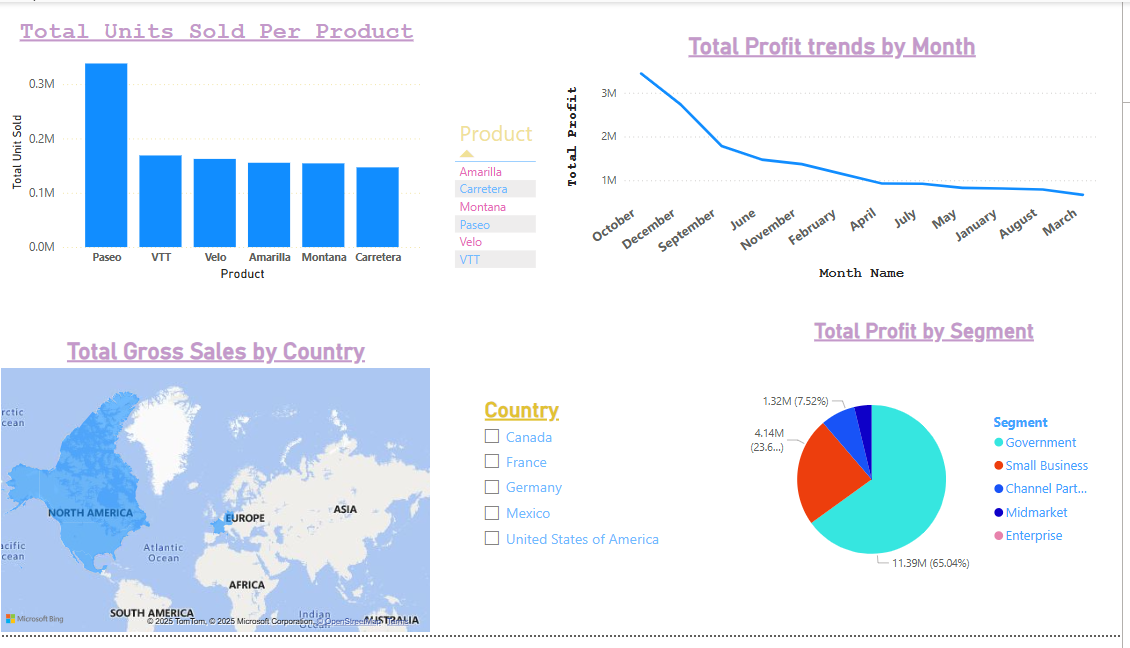 Total Units Sold Per Product
0.3M
0.2M
0.1M
0.0M
Total Unit Sold
Paseo VTT Velo Amarilla Montana Carretera
Product
Product
Amarilla
Carretera
Montana
Paseo
Velo
VTT
Total Profit trends by Month
3M
2M
1M
Total Profit
October December September June November February April July May January August March
Month Name
Total Gross Sales by Country
rctic
cean
NORTH AMERICA
EUROPE
ASIA
acific
cean
Atlantic
Ocean
AFRICA
SOUTH AMERICA
Indian
Ocean
AUSTRALIA
Microsoft Bing
© 2025 TomTom, © 2025 Microsoft Corporation, © OpenStreetMap Terms
Country
Canada
France
Germany
Mexico
United States of America
Total Profit by Segment
1.32M (7.52%)
4.14M
(23.6...)
11.39M (65.04%)
Segment
Government
Small Business
Channel Part...
Midmarket
Enterprise